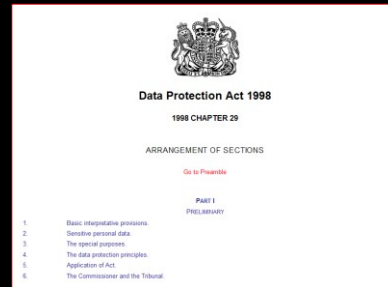 Data Protection Act 1998
1998 CHAPTER 29
ARRANGEMENT OF SECTIONS
Go to Preamble
PART I
PRELIMINARY
1. Basic interpretative provisions.
2. Sensitive personal data.
3. The special purposes.
4. The data protection principles.
5. Application of Act.
6. The Commissioner and the Tribunal.